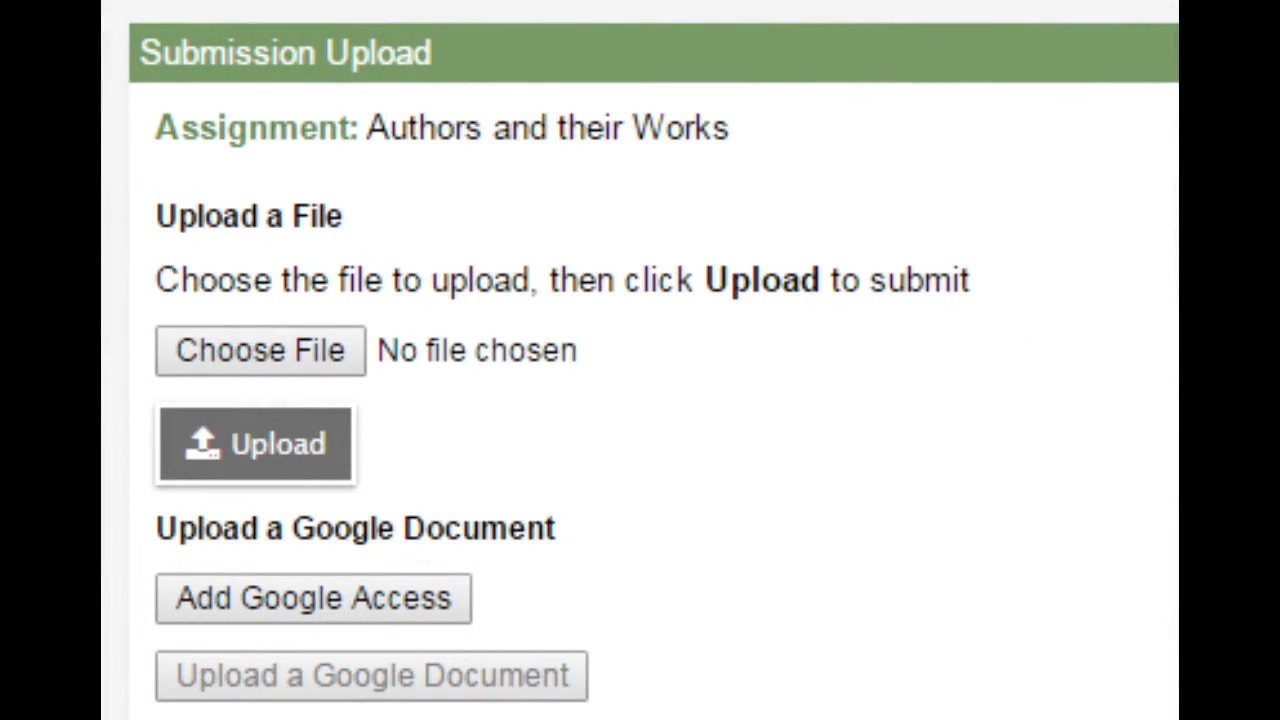 Submission Upload
Assignment: Authors and their Works
Upload a File
Choose the file to upload, then click Upload to submit
Choose File No file chosen
Upload
Upload a Google Document
Add Google Access
Upload a Google Document